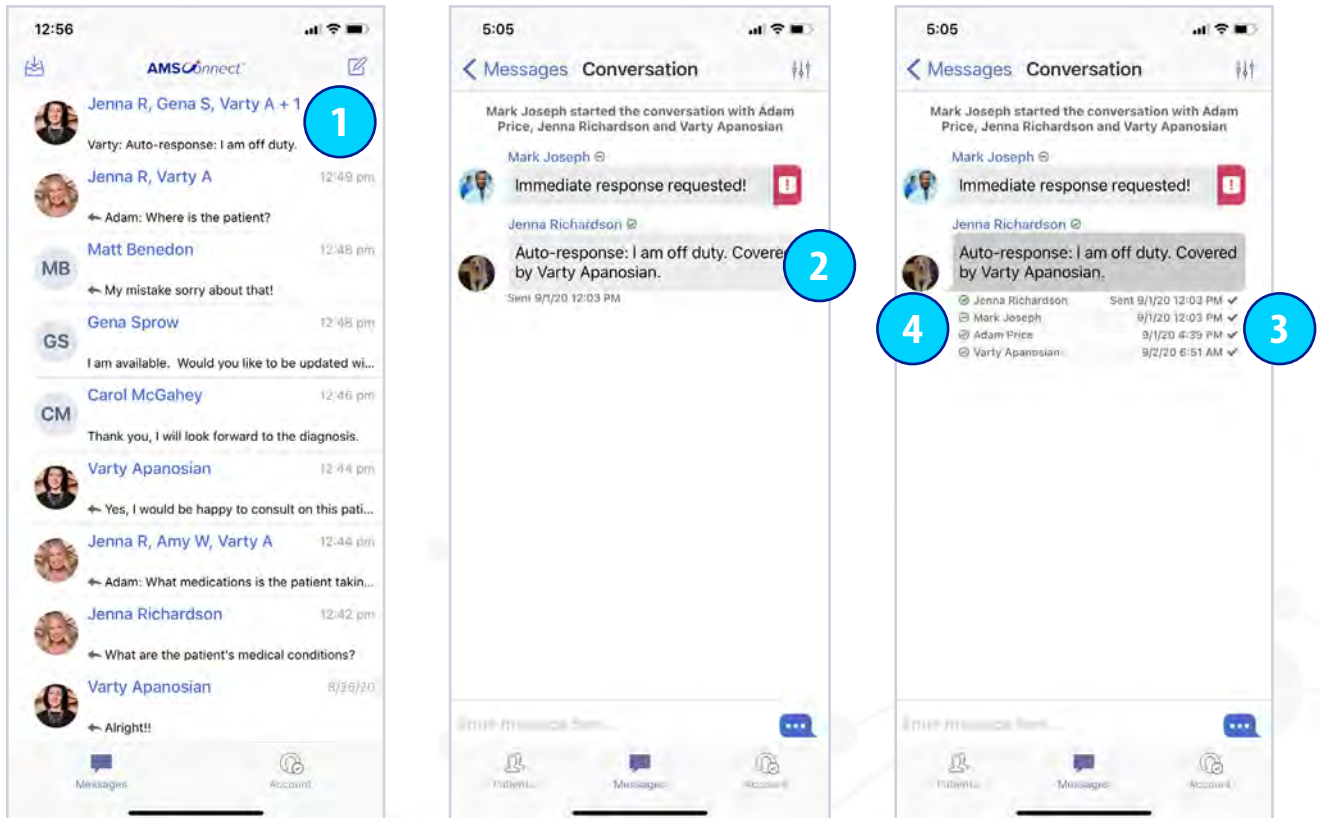 12:56
AMSConnect
Jenna R, Gena S, Varty A + 1
1
Varty: Auto-response: I am off duty.
Jenna R, Varty A 12:49 pm
Adam: Where is the patient?
MB
Matt Benedon 12:48 pm
My mistake sorry about that!
GS
Gena Sprow 12:48 pm
I am available. Would you like to be updated wi...
CM
Carol McGahey 12:46 pm
Thank you, I will look forward to the diagnosis.
Varty Apanosian 12:44 pm
Yes, I would be happy to consult on this pati...
Jenna R, Amy W, Varty A 12:44 pm
Adam: What medications is the patient takin...
Jenna Richardson 12:42 pm
What are the patient's medical conditions?
Varty Apanosian 8/26/20
Alright!!
Messages Account
5:05
Messages Conversation
Mark Joseph started the conversation with Adam
Price, Jenna Richardson and Varty Apanosian
Mark Joseph
Immediate response requested!
Jenna Richardson
Auto-response: I am off duty. Covere
by Varty Apanosian.
2
Sent 9/1/20 12:03 PM
Enter message here...
Patients Messages Account
5:05
Messages Conversation
Mark Joseph started the conversation with Adam
Price, Jenna Richardson and Varty Apanosian
Mark Joseph
Immediate response requested!
Jenna Richardson
Auto-response: I am off duty. Covered
by Varty Apanosian.
Jenna Richardson Sent 9/1/20 12:03 PM
Mark Joseph 9/1/20 12:03 PM
Adam Price 9/1/20 4:39 PM
Varty Apanosian 9/2/20 6:51 AM
4
3
Enter message here...
Patients Messages Account